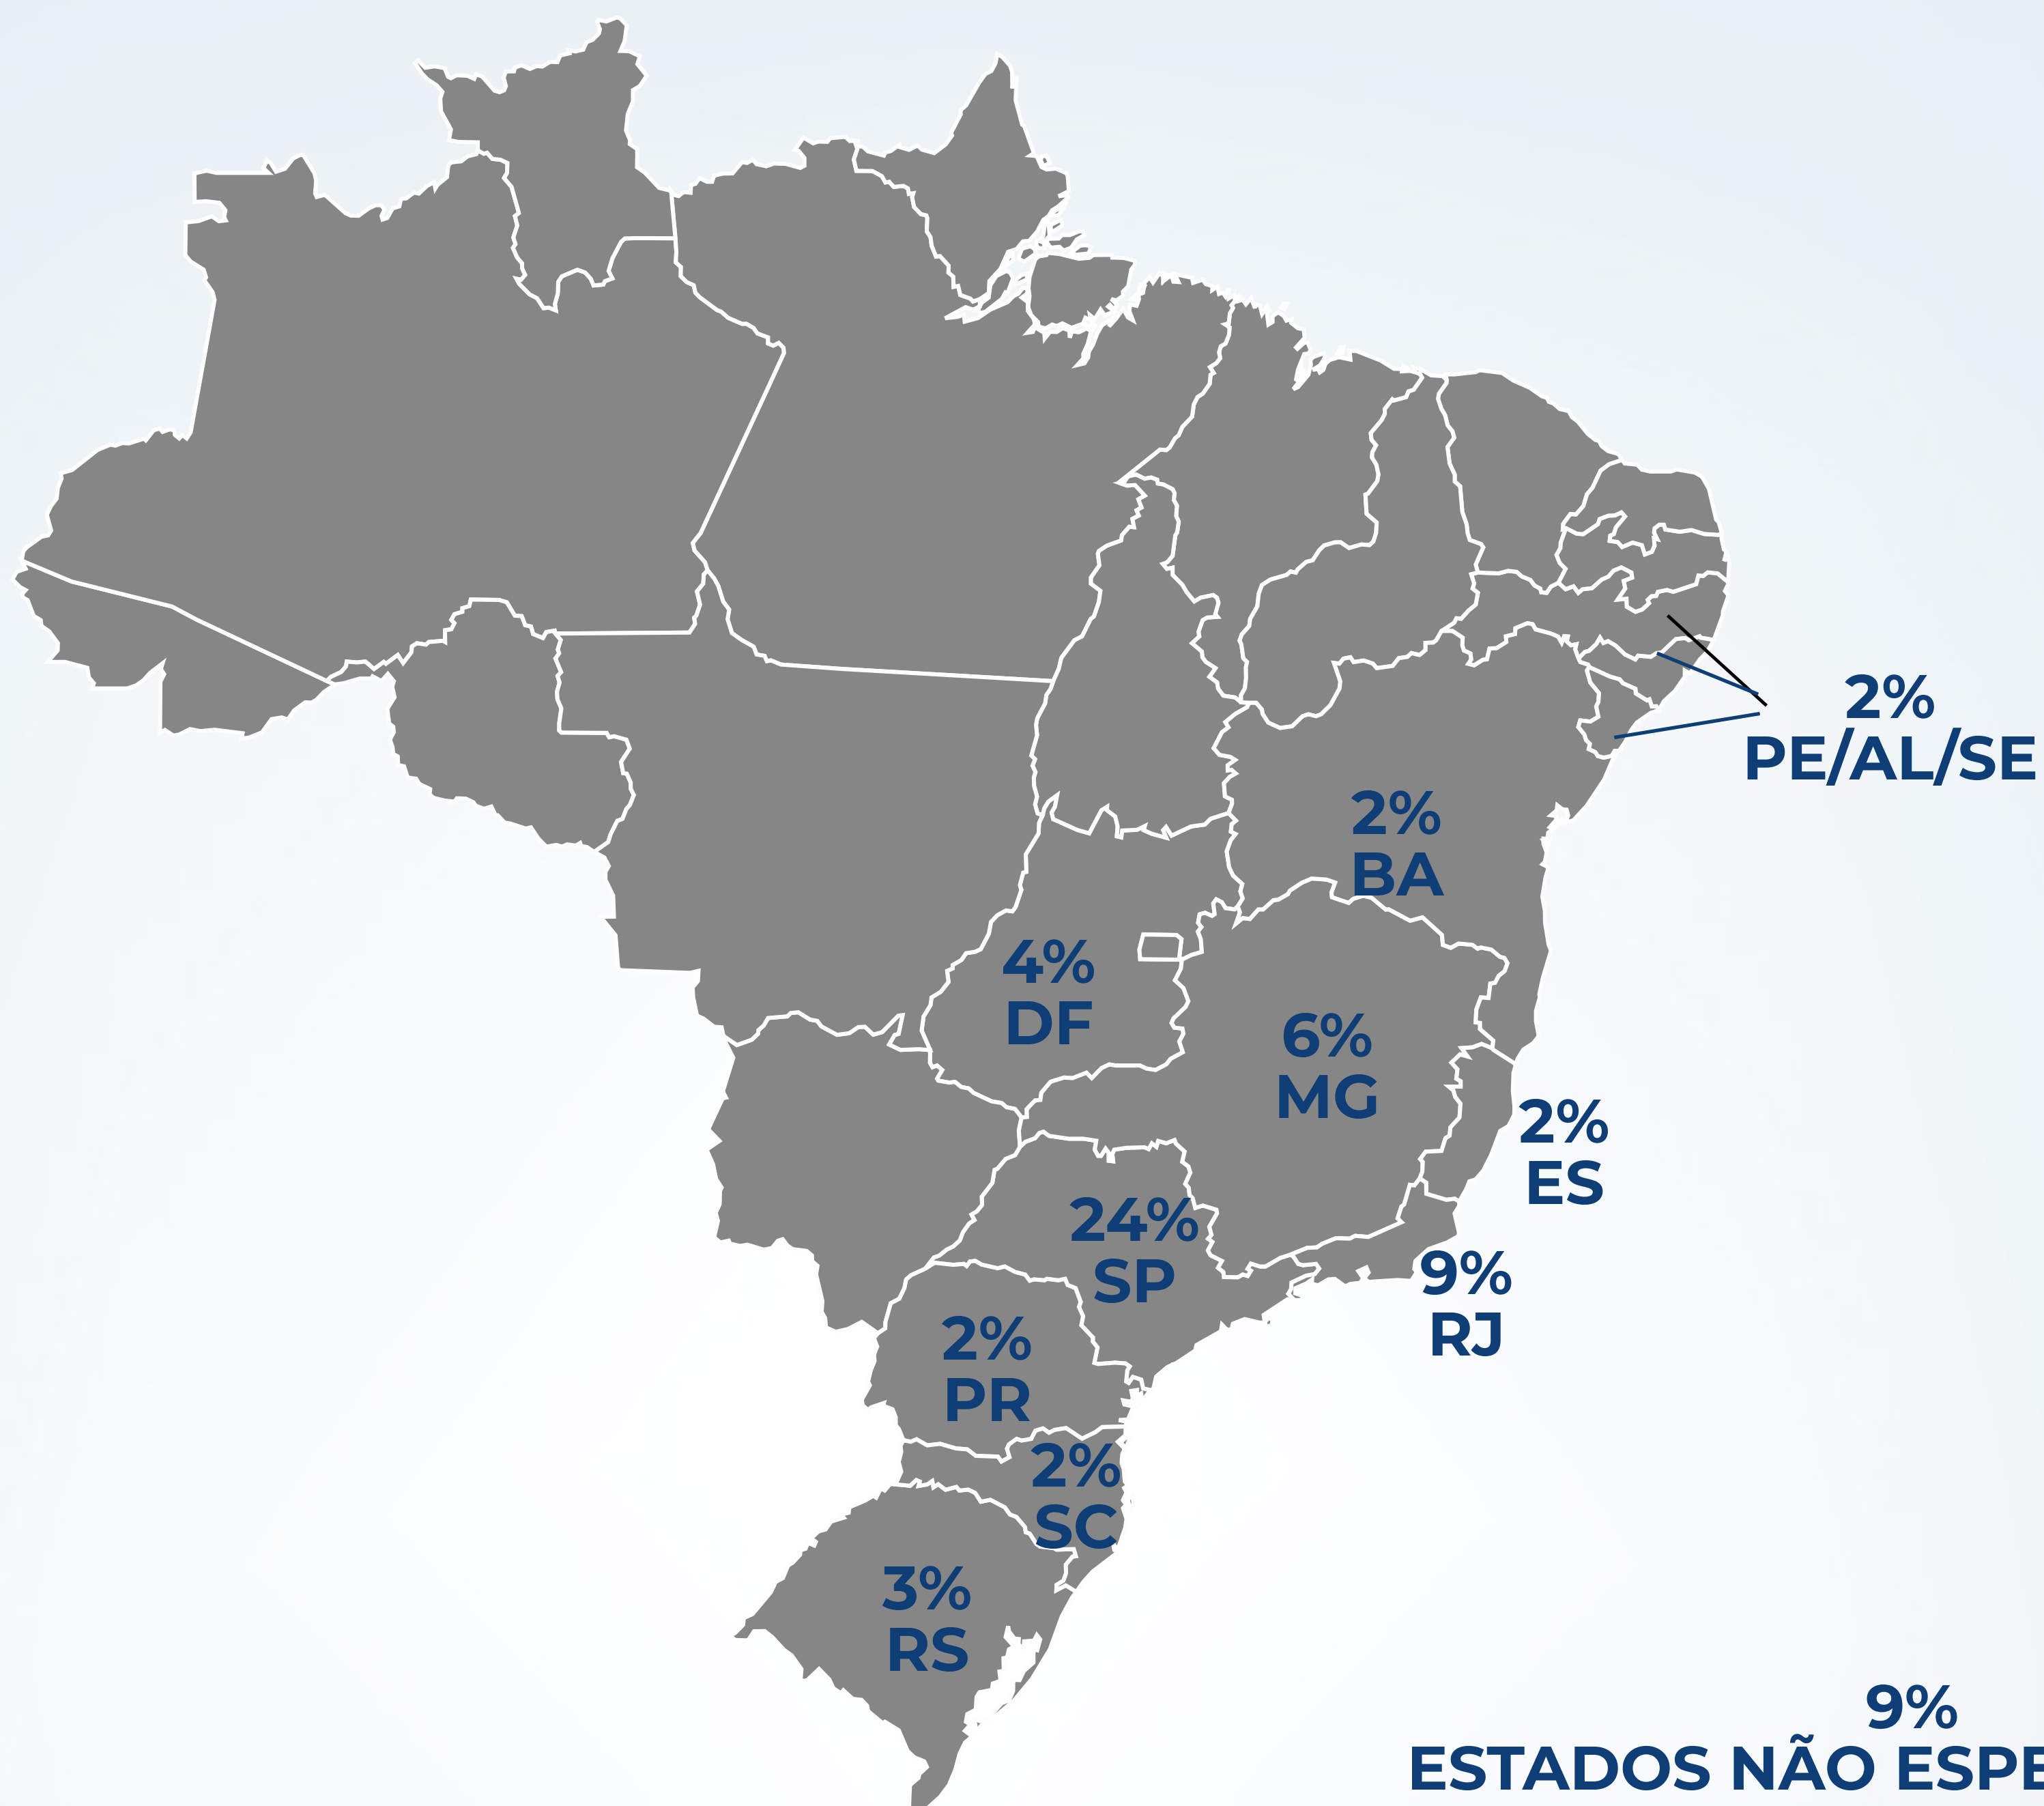 2%
PE/AL/SE
2%
BA
4%
DF
6%
MG
2%
ES
24%
SP
9%
RJ
2%
PR
2%
SC
3%
RS
9%
ESTADOS NÃO ESPE